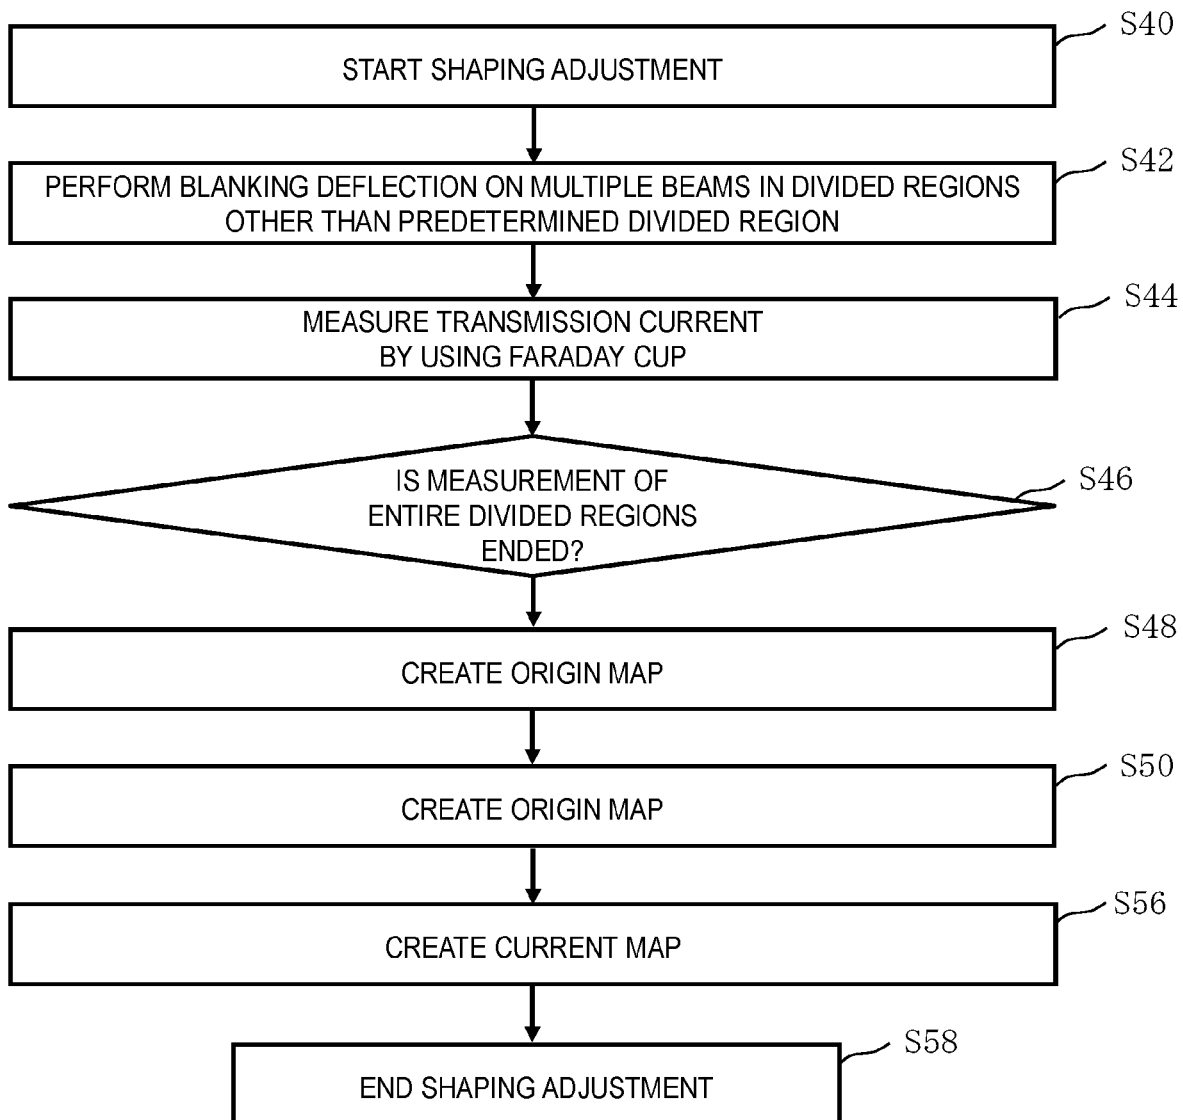 S40
START SHAPING ADJUSTMENT
S42
PERFORM BLANKING DEFLECTION ON MULTIPLE BEAMS IN DIVIDED REGIONS
OTHER THAN PREDETERMINED DIVIDED REGION
S44
MEASURE TRANSMISSION CURRENT
BY USING FARADAY CUP
S46
IS MEASUREMENT OF
ENTIRE DIVIDED REGIONS
ENDED?
S48
CREATE ORIGIN MAP
S50
CREATE ORIGIN MAP
S56
CREATE CURRENT MAP
S58
END SHAPING ADJUSTMENT